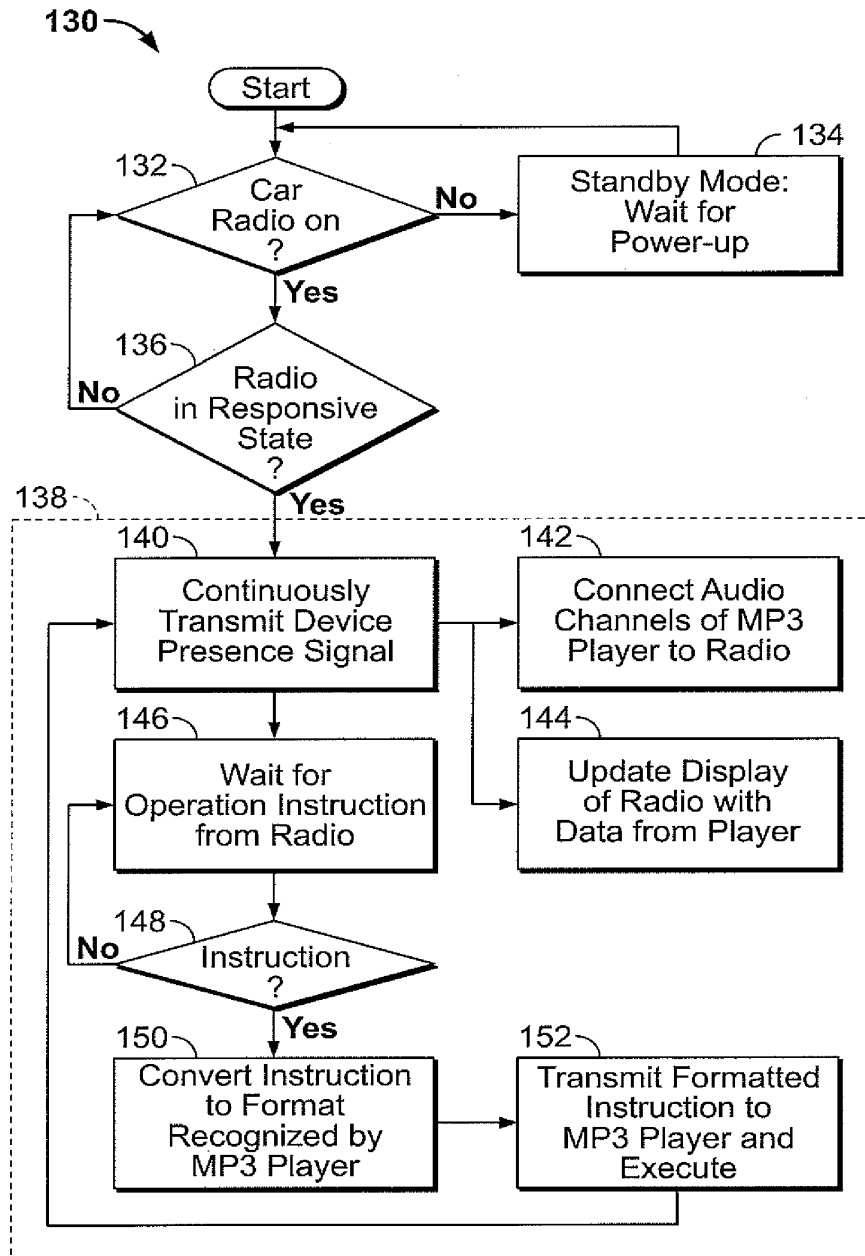 130
Start
132
Car
Radio on
?
No
134
Standby Mode:
Wait for
Power-up
Yes
136
Radio
in Responsive
State
?
No
Yes
138
140
Continuously
Transmit Device
Presence Signal
142
Connect Audio
Channels of MP3
Player to Radio
144
Update Display
of Radio with
Data from Player
146
Wait for
Operation Instruction
from Radio
148
Instruction
?
No
Yes
150
Convert Instruction
to Format
Recognized by
MP3 Player
152
Transmit Formatted
Instruction to
MP3 Player and
Execute